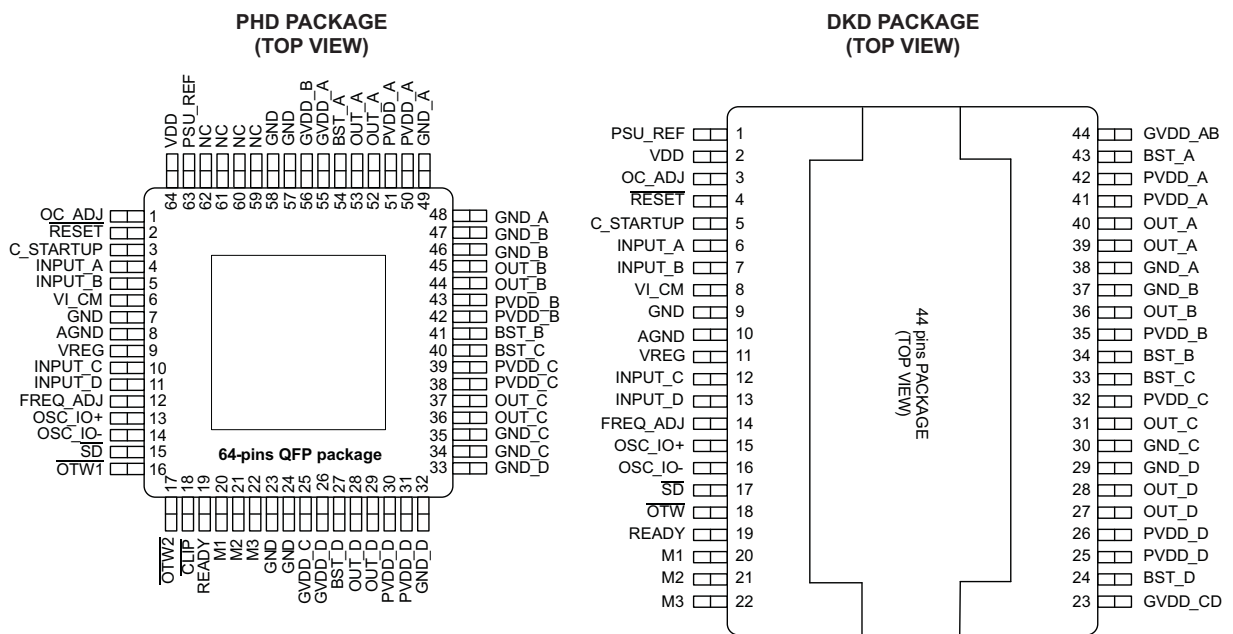 PHD PACKAGE
(TOP VIEW)
VDD
PSU_REF
NC
NC
NC
NC
GND
GND
GVDD_B
GVDD_A
BST_A
OUT_A
OUT_A
PVDD_A
PVDD_A
GND_A
64
63
62
61
60
59
58
57
56
55
54
53
52
51
50
49
OC_ADJ 1
RESET 2
C_STARTUP 3
INPUT_A 4
INPUT_B 5
VI_CM 6
GND 7
AGND 8
VREG 9
INPUT_C 10
INPUT_D 11
FREQ_ADJ 12
OSC_IO+ 13
OSC_IO- 14
SD 15
OTW1 16
48 GND_A
47 GND_B
46 GND_B
45 OUT_B
44 OUT_B
43 PVDD_B
42 PVDD_B
41 BST_B
40 BST_C
39 PVDD_C
38 PVDD_C
37 OUT_C
36 OUT_C
35 GND_C
34 GND_C
33 GND_D
64-pins QFP package
17
18
19
20
21
22
23
24
25
26
27
28
29
30
31
32
OTW2
CLIP
READY
M1
M2
M3
GND
GND
GVDD_C
GVDD_D
BST_D
OUT_D
OUT_D
PVDD_D
PVDD_D
GND_D
DKD PACKAGE
(TOP VIEW)
PSU_REF 1
VDD 2
OC_ADJ 3
RESET 4
C_STARTUP 5
INPUT_A 6
INPUT_B 7
VI_CM 8
GND 9
AGND 10
VREG 11
INPUT_C 12
INPUT_D 13
FREQ_ADJ 14
OSC_IO+ 15
OSC_IO- 16
SD 17
OTW 18
READY 19
M1 20
M2 21
M3 22
44 pins PACKAGE
(TOP VIEW)
44 GVDD_AB
43 BST_A
42 PVDD_A
41 PVDD_A
40 OUT_A
39 OUT_A
38 GND_A
37 GND_B
36 OUT_B
35 PVDD_B
34 BST_B
33 BST_C
32 PVDD_C
31 OUT_C
30 GND_C
29 GND_D
28 OUT_D
27 OUT_D
26 PVDD_D
25 PVDD_D
24 BST_D
23 GVDD_CD